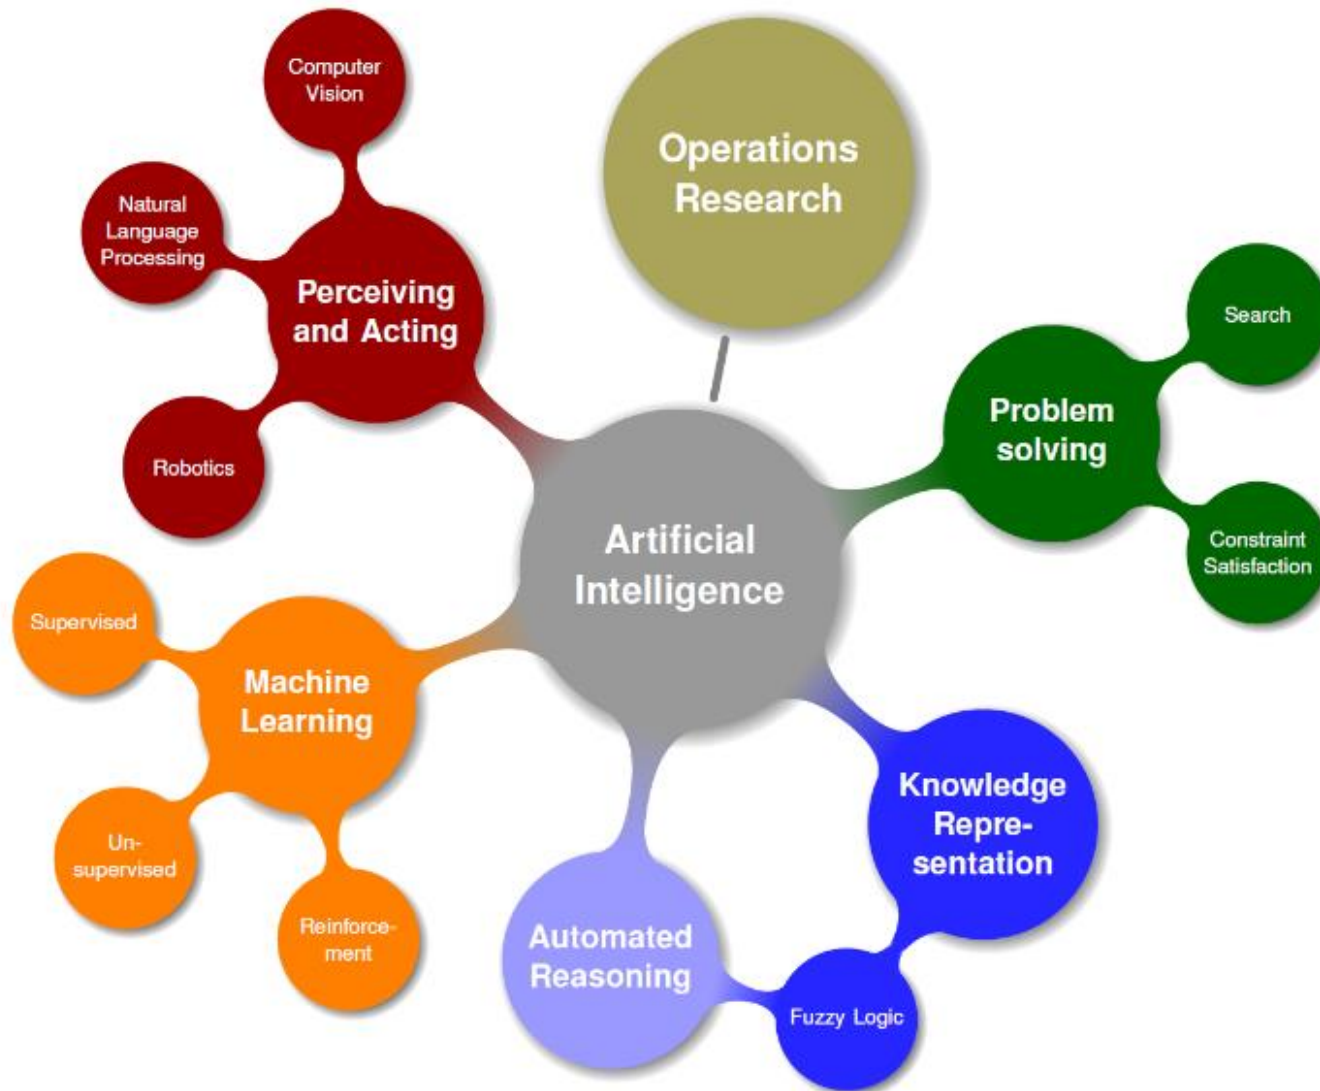 Computer
Vision
Operations
Research
Natural
Language
Processing
Perceiving
and Acting
Search
Problem
solving
Robotics
Artificial
Intelligence
Constraint
Satisfaction
Supervised
Machine
Learning
Knowledge
Repre-
sentation
Un-
supervised
Reinforce-
ment
Automated
Reasoning
Fuzzy Logic